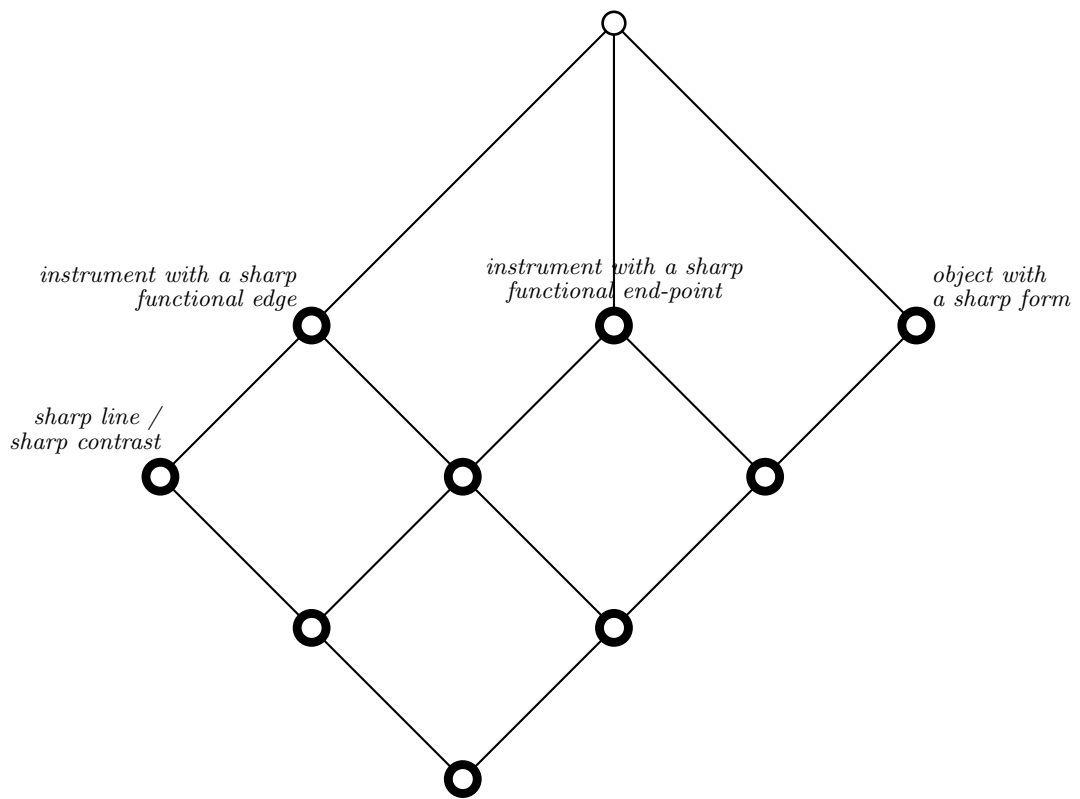 instrument with a sharp
functional edge
instrument with a sharp
functional end-point
object with
a sharp form
sharp line /
sharp contrast